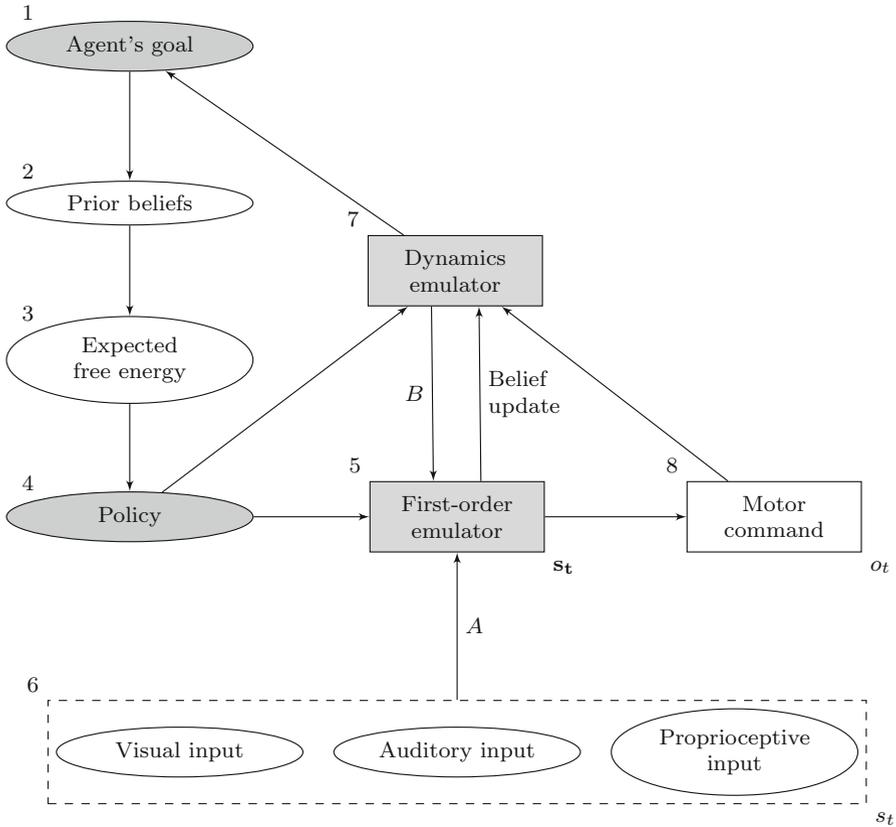 1
Agent's goal
2
Prior beliefs
7
Dynamics
emulator
3
Expected
free energy
B
Belief
update
4
Policy
5
First-order
emulator
s_t
8
Motor
command
o_t
A
6
Visual input
Auditory input
Proprioceptive
input
s_t